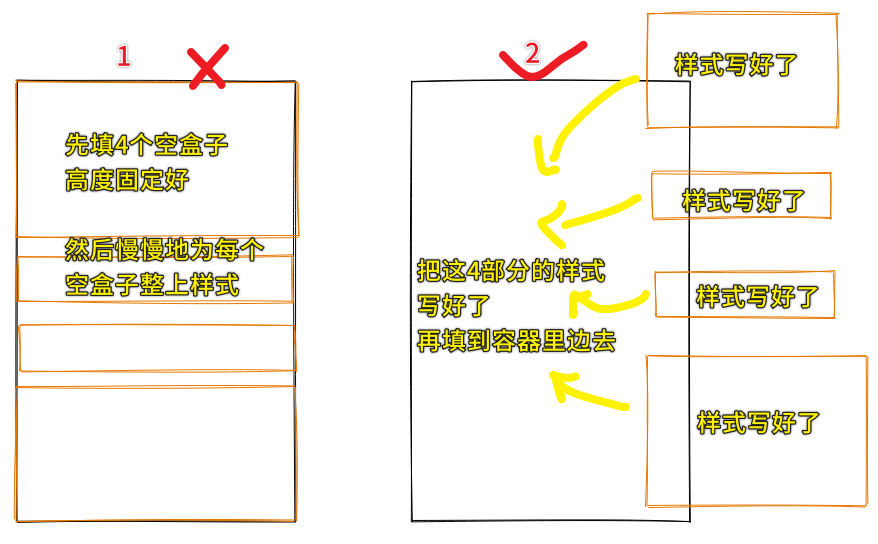 1
先填4个空盒子
高度固定好
然后慢慢地为每个
空盒子整上样式
2
把这4部分的样式
写好了
再填到容器里边去
样式写好了
样式写好了
样式写好了
样式写好了